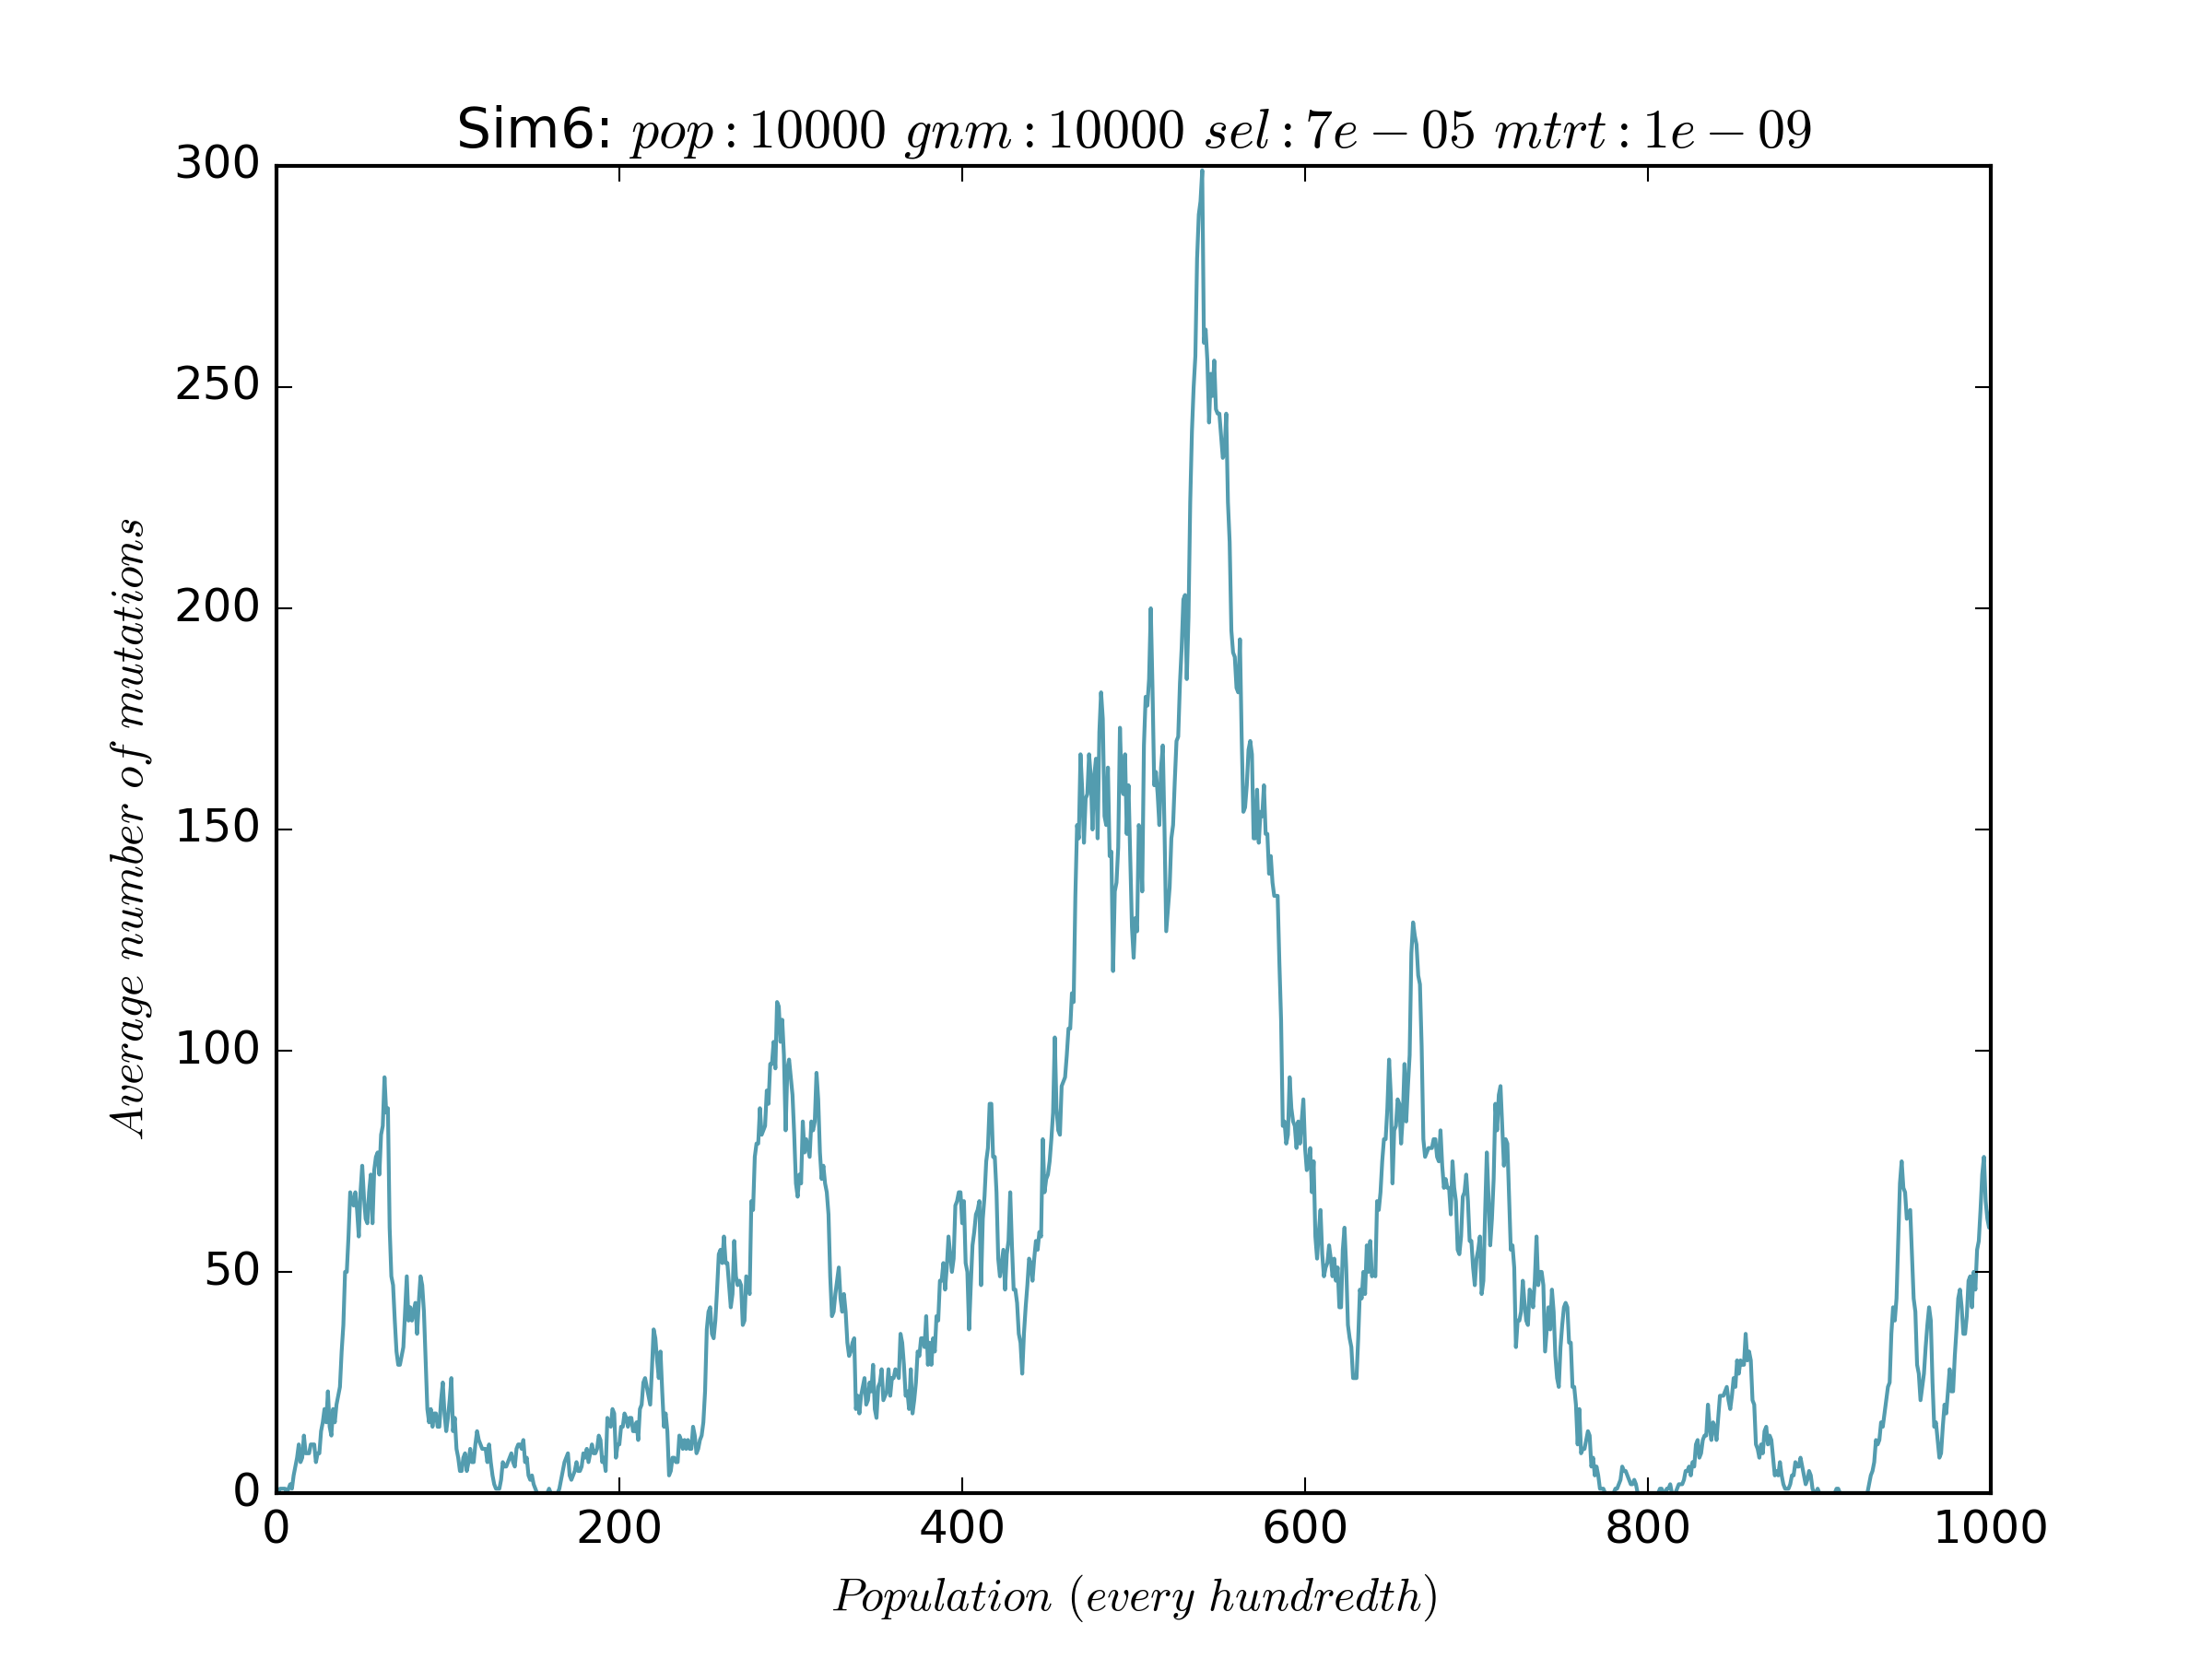 Sim6: pop : 10000 gnm : 10000 sel : 7e − 05 mtrt : 1e − 09
300
250
200
150
100
50
0
Average number of mutations
0 200 400 600 800 1000
Population (every hundredth)